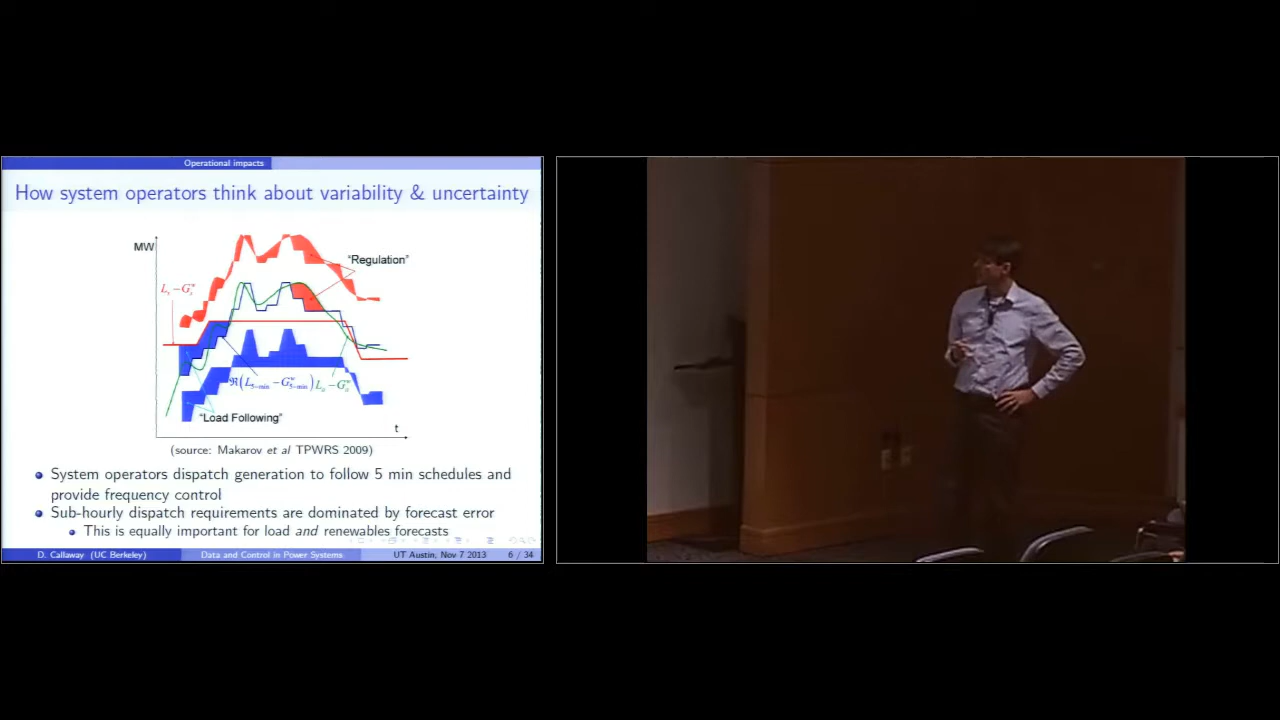 Operational impacts
How system operators think about variability & uncertainty
MW
"Regulation"
"Load Following"
t
(source: Makarov et al TPWRS 2009)
System operators dispatch generation to follow 5 min schedules and
provide frequency control
Sub-hourly dispatch requirements are dominated by forecast error
This is equally important for load and renewables forecasts
D. Callaway (UC Berkeley) Data and Control in Power Systems UT Austin, Nov 7 2013 6 / 34